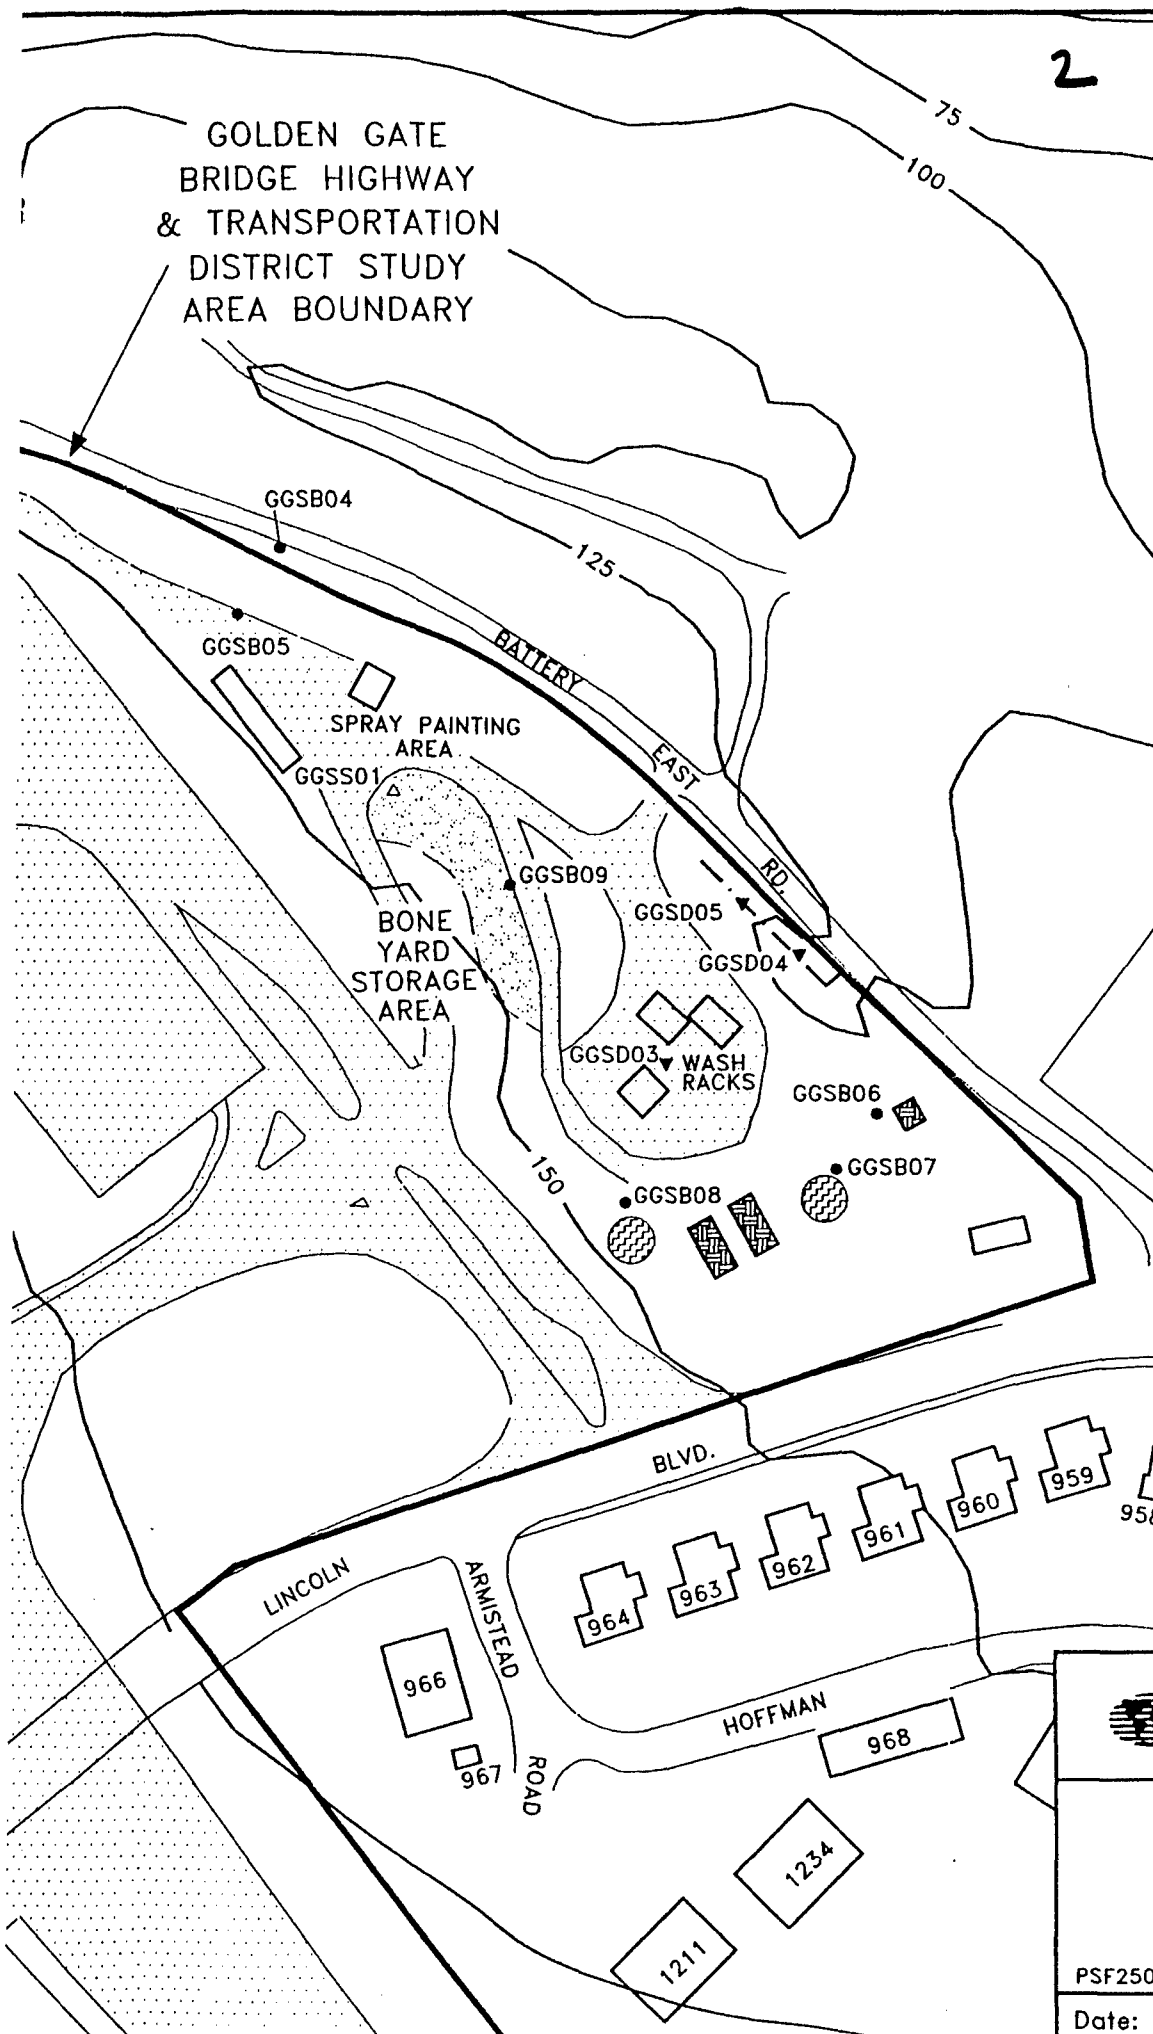 2
75
100
GOLDEN GATE
BRIDGE HIGHWAY
& TRANSPORTATION
DISTRICT STUDY
AREA BOUNDARY
GGSB04
125
GGSB05
BATTERY
EAST
RD.
SPRAY PAINTING
AREA
GGSS01
GGSB09
GGSD05
BONE
YARD
STORAGE
AREA
GGSD04
GGSD03
WASH
RACKS
GGSB06
150
GGSB07
GGSB08
BLVD.
LINCOLN
ARMISTEAD
ROAD
959
958
960
961
962
963
964
966
967
HOFFMAN
968
1234
1211
PSF250
Date: